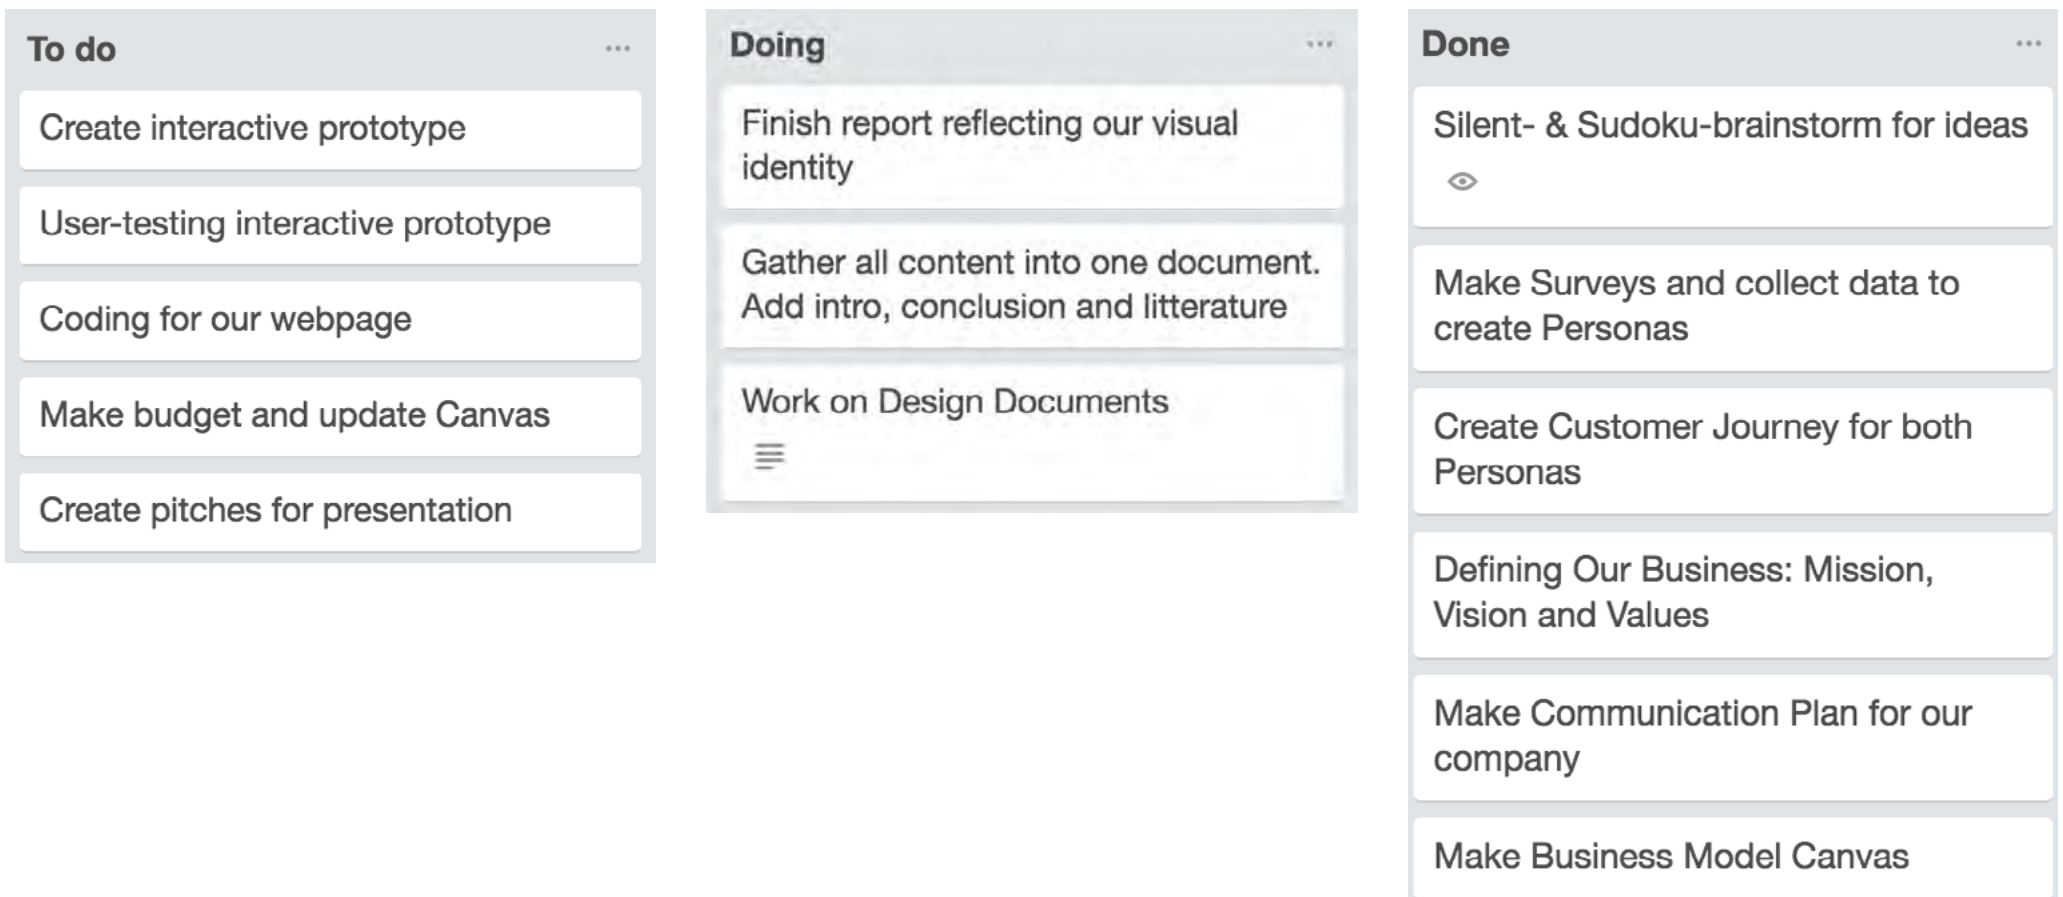 To do
Create interactive prototype
User-testing interactive prototype
Coding for our webpage
Make budget and update Canvas
Create pitches for presentation
Doing
Finish report reflecting our visual
identity
Gather all content into one document.
Add intro, conclusion and litterature
Work on Design Documents
Done
Silent- & Sudoku-brainstorm for ideas
Make Surveys and collect data to
create Personas
Create Customer Journey for both
Personas
Defining Our Business: Mission,
Vision and Values
Make Communication Plan for our
company
Make Business Model Canvas